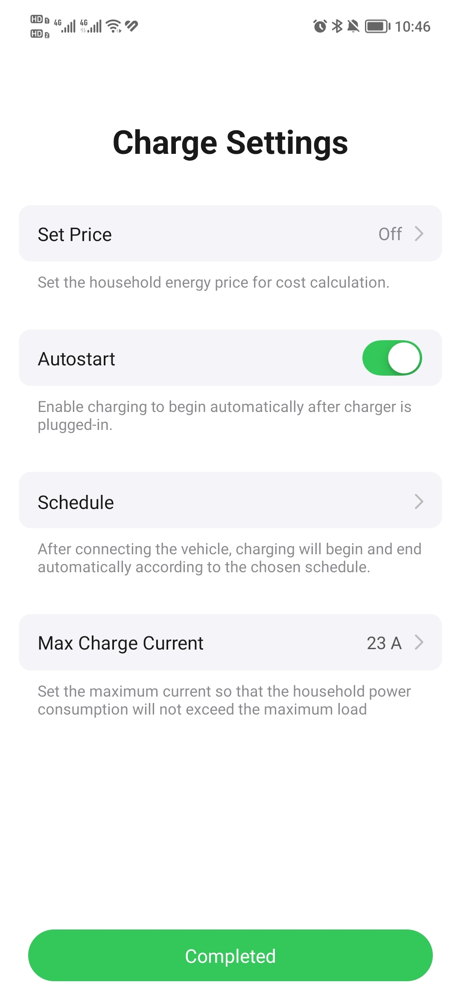 HD 1 4G 4G 10:46
HD 2
Charge Settings
Set Price Off
Set the household energy price for cost calculation.
Autostart
Enable charging to begin automatically after charger is
plugged-in.
Schedule
After connecting the vehicle, charging will begin and end
automatically according to the chosen schedule.
Max Charge Current 23 A
Set the maximum current so that the household power
consumption will not exceed the maximum load
Completed